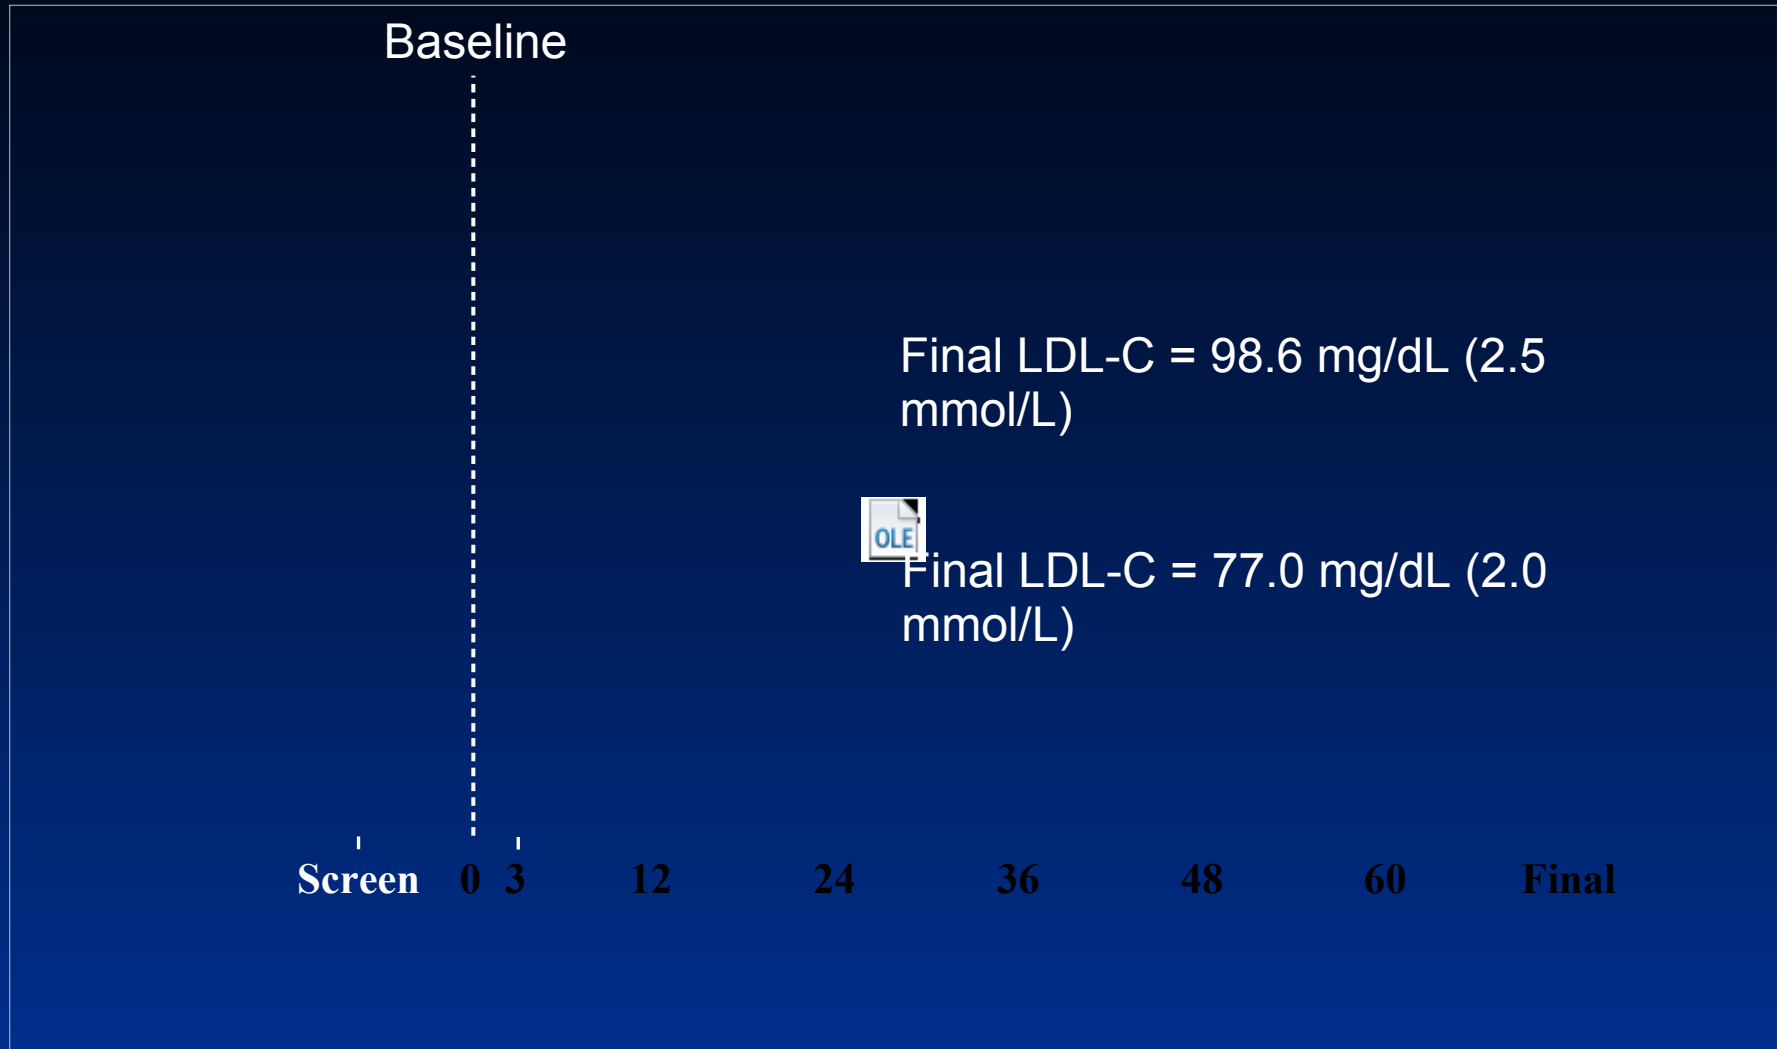 Baseline
Final LDL-C = 98.6 mg/dL (2.5
mmol/L)
OLE
Final LDL-C = 77.0 mg/dL (2.0
mmol/L)
Screen 0 3 12 24 36 48 60 Final